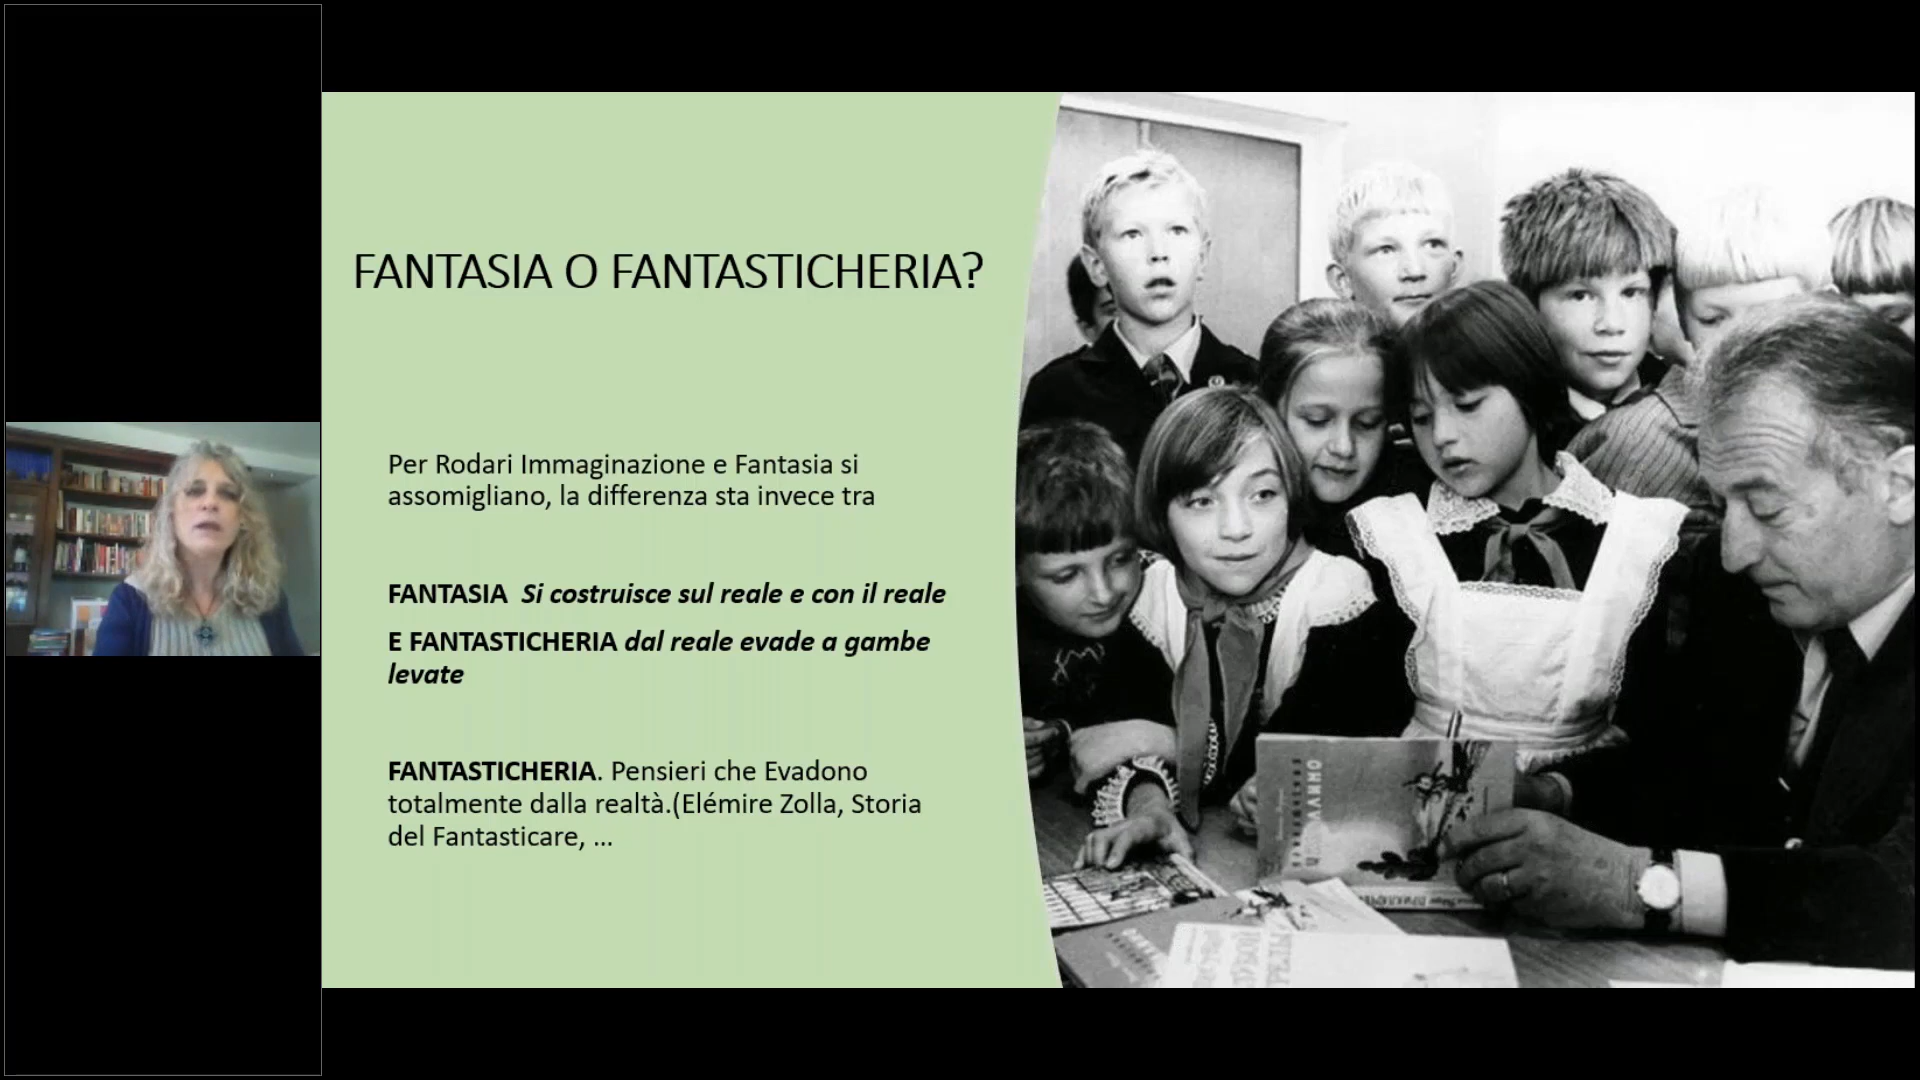 FANTASIA O FANTASTICHERIA?
Per Rodari Immaginazione e Fantasia si
assomigliano, la differenza sta invece tra
FANTASIA Si costruisce sul reale e con il reale
E FANTASTICHERIA dal reale evade a gambe
levate
FANTASTICHERIA. Pensieri che Evadono
totalmente dalla realtà.(Elémire Zolla, Storia
del Fantasticare, ...